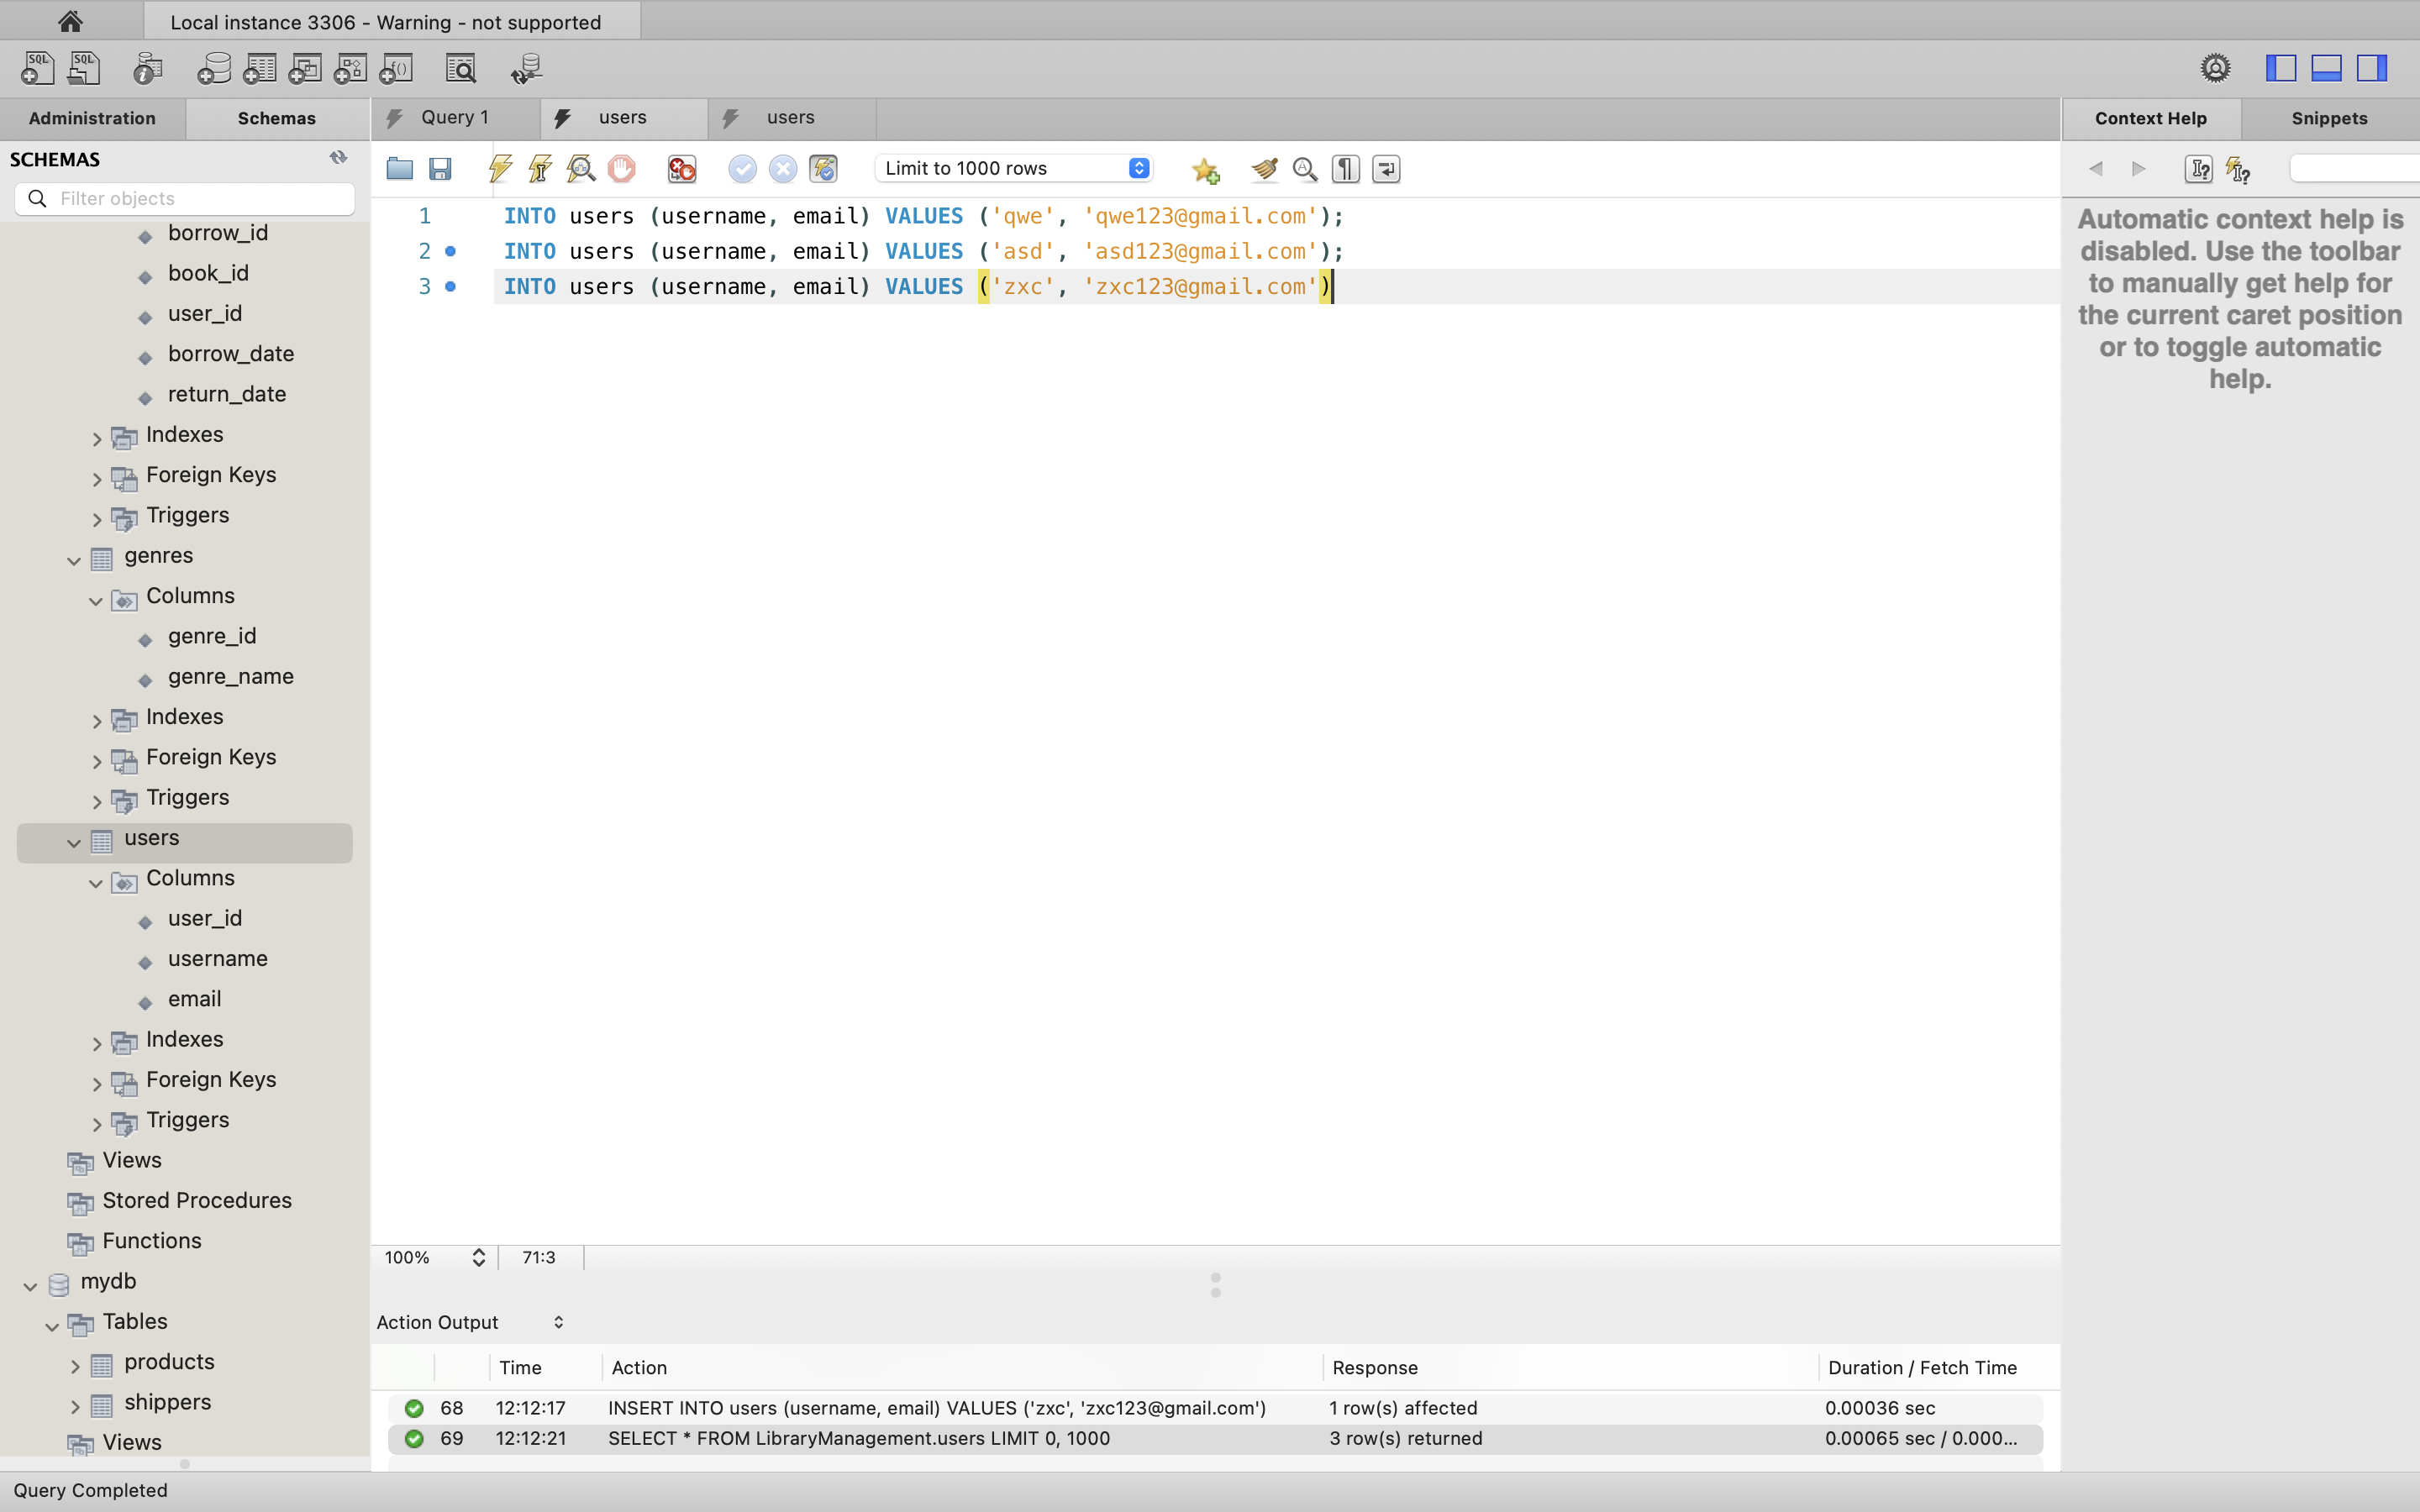 Local instance 3306 - Warning - not supported
SQL
SQL
Administration
Schemas
Query 1
users
users
Context Help
Snippets
SCHEMAS
Filter objects
Limit to 1000 rows
1 INTO users (username, email) VALUES ('qwe', 'qwe123@gmail.com');
2 INTO users (username, email) VALUES ('asd', 'asd123@gmail.com');
3 INTO users (username, email) VALUES ('zxc', 'zxc123@gmail.com')
Automatic context help is
disabled. Use the toolbar
to manually get help for
the current caret position
or to toggle automatic
help.
borrow_id
book_id
user_id
borrow_date
return_date
Indexes
Foreign Keys
Triggers
genres
Columns
genre_id
genre_name
Indexes
Foreign Keys
Triggers
users
Columns
user_id
username
email
Indexes
Foreign Keys
Triggers
Views
Stored Procedures
Functions
mydb
Tables
products
shippers
Views
100%
71:3
Action Output
Time Action Response Duration / Fetch Time
68 12:12:17 INSERT INTO users (username, email) VALUES ('zxc', 'zxc123@gmail.com') 1 row(s) affected 0.00036 sec
69 12:12:21 SELECT * FROM LibraryManagement.users LIMIT 0, 1000 3 row(s) returned 0.00065 sec / 0.000...
Query Completed